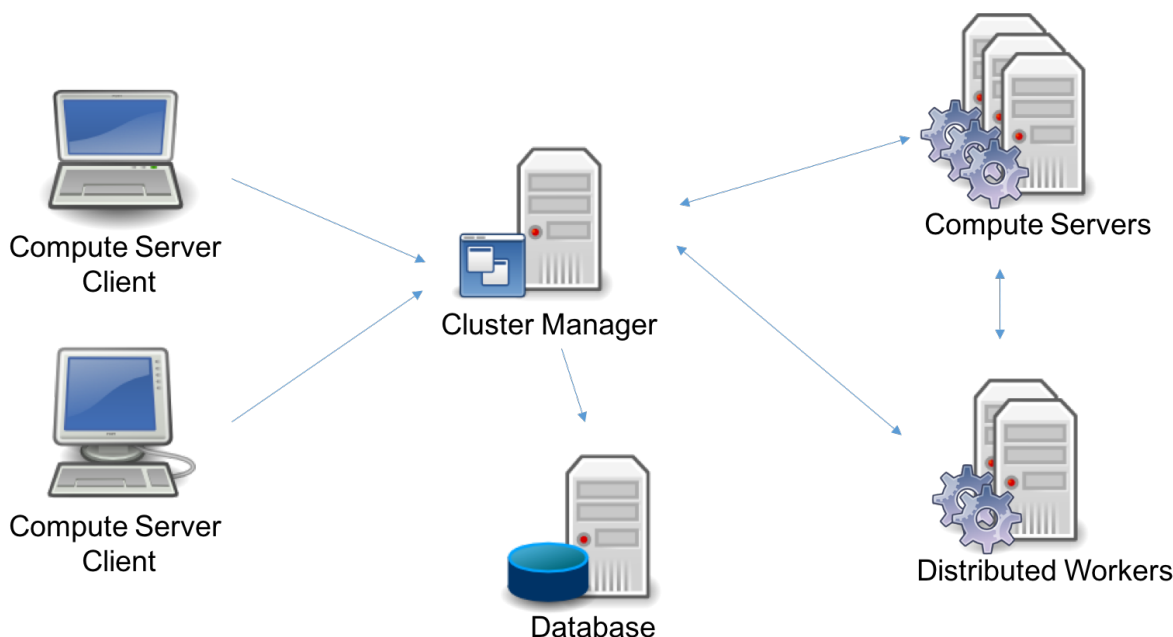 Compute Server
Client
Cluster Manager
Compute Servers
Compute Server
Client
Database
Distributed Workers